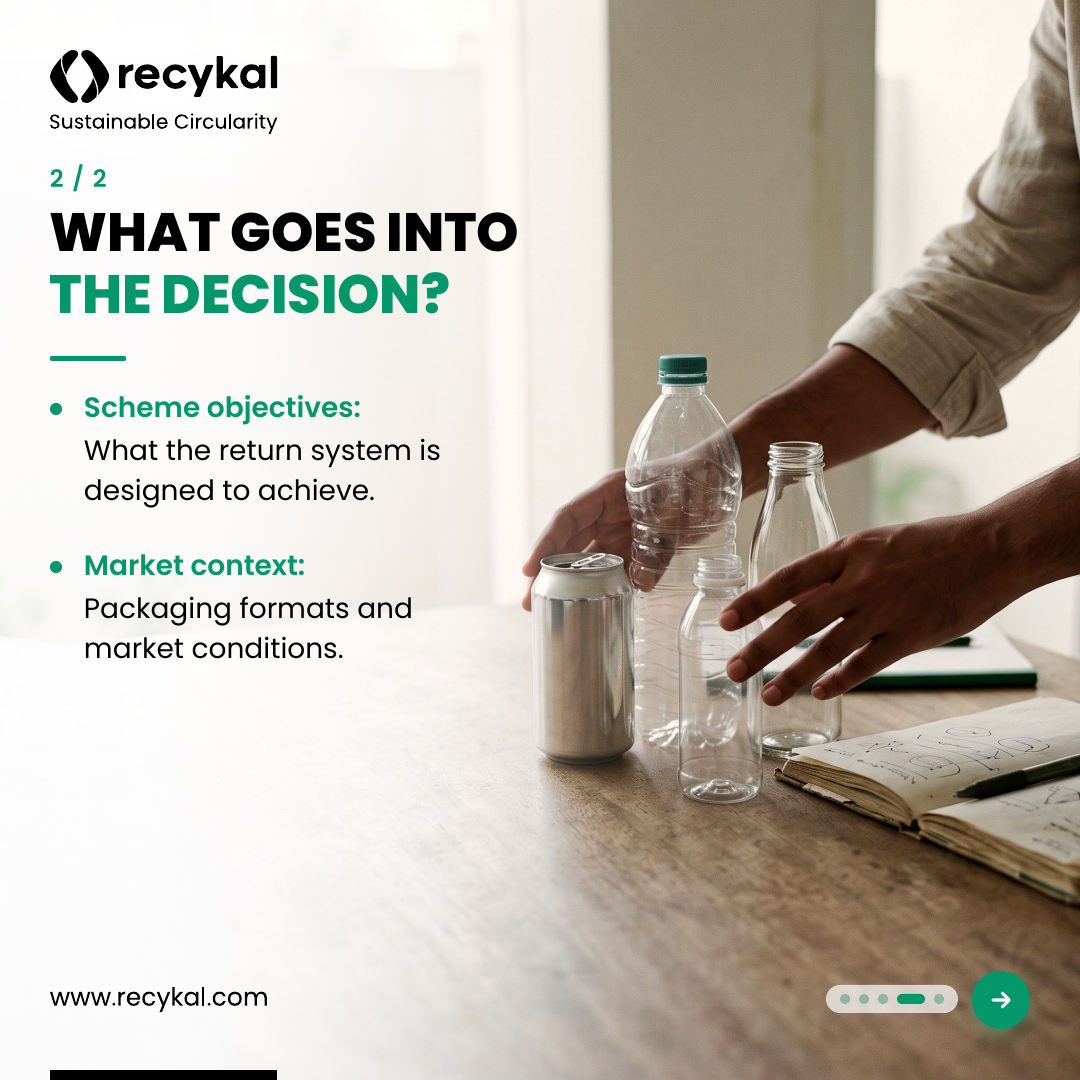 recykal
Sustainable Circularity
2 / 2
WHAT GOES INTO
THE DECISION?
Scheme objectives:
What the return system is
designed to achieve.
Market context:
Packaging formats and
market conditions.
www.recykal.com